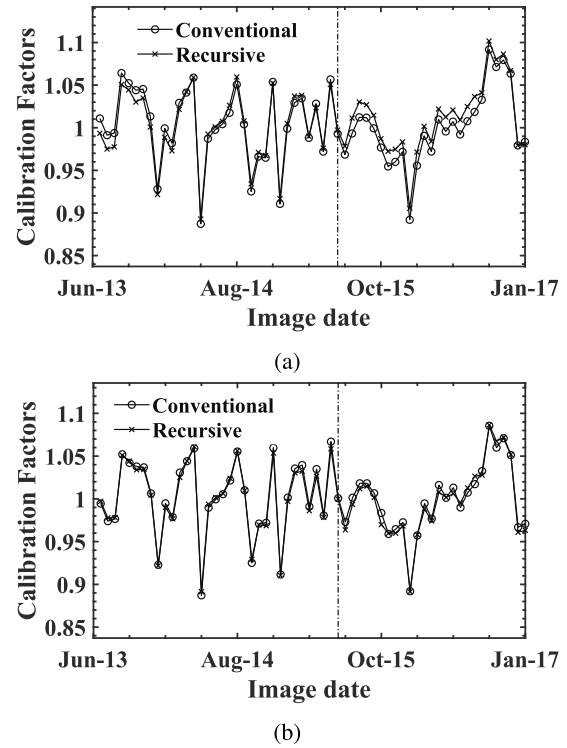 Calibration Factors
1.1
1.05
1
0.95
0.9
0.85
Conventional
Recursive
Jun-13
Aug-14
Oct-15
Jan-17
Image date
(a)
Calibration Factors
1.1
1.05
1
0.95
0.9
0.85
Conventional
Recursive
Jun-13
Aug-14
Oct-15
Jan-17
Image date
(b)